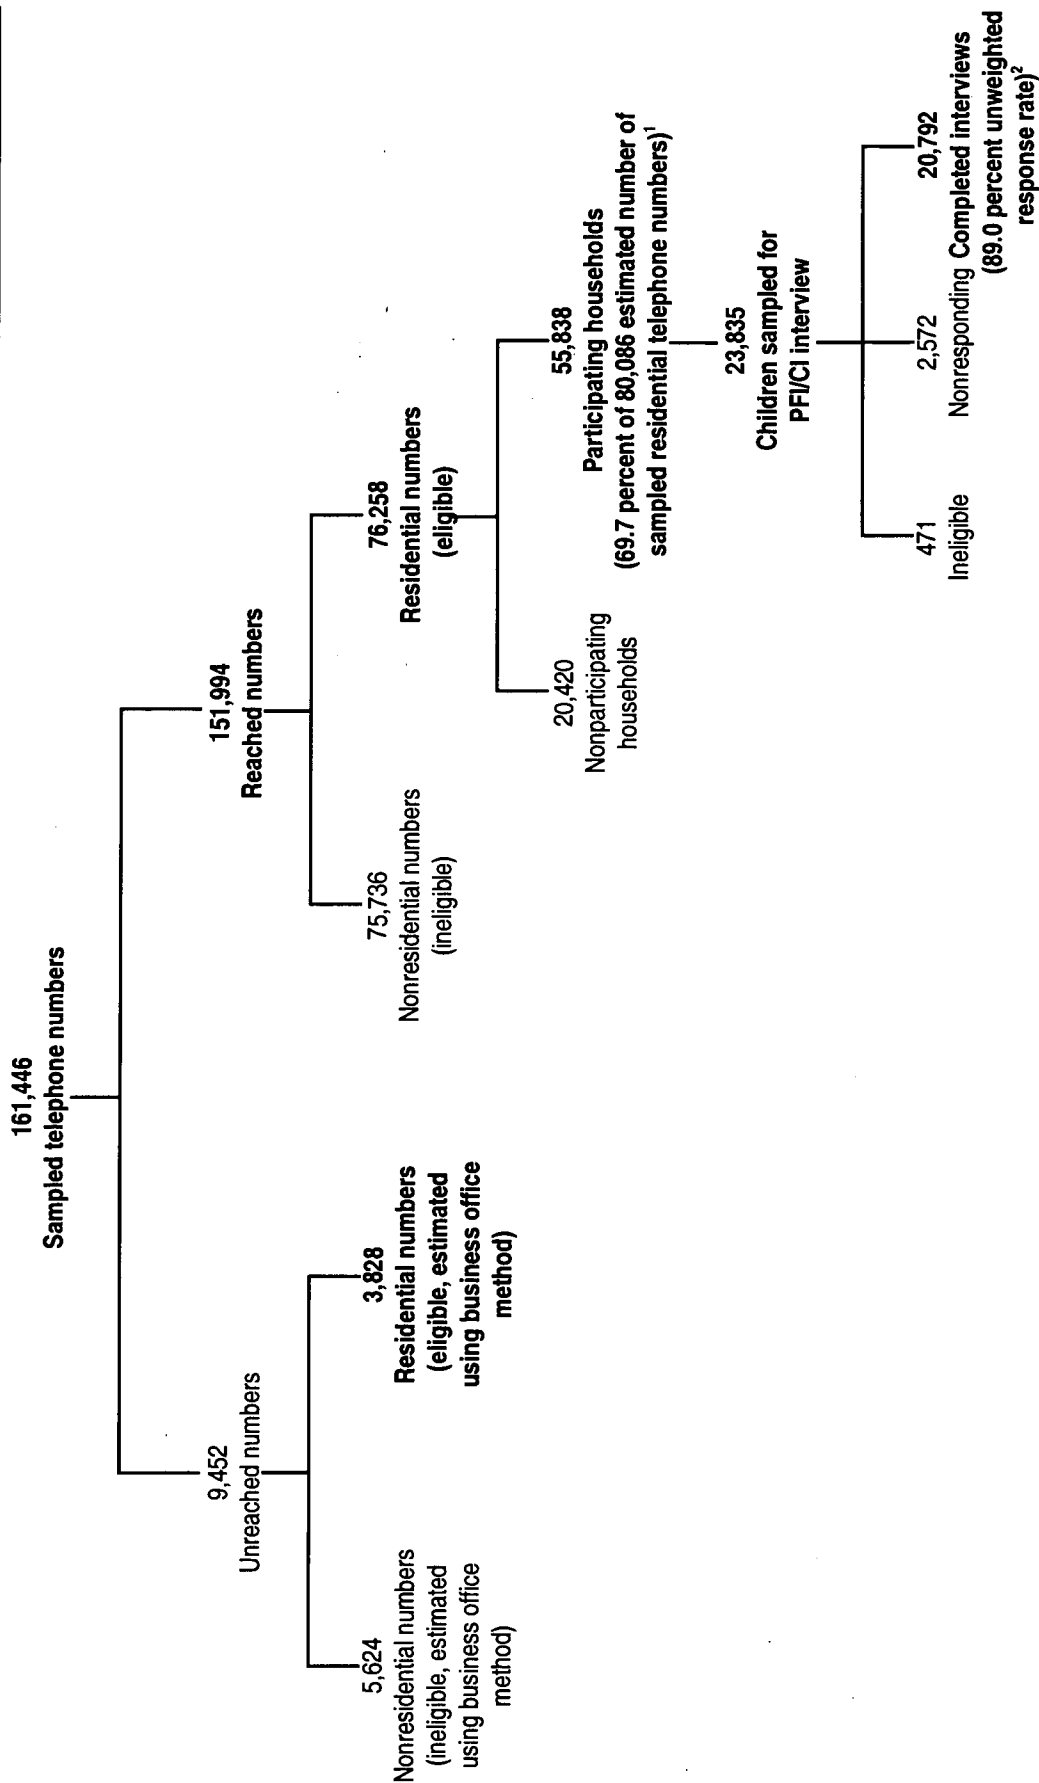 161,446
Sampled telephone numbers
9,452
Unreached numbers
151,994
Reached numbers
5,624
Nonresidential numbers
(ineligible, estimated
using business office
method)
3,828
Residential numbers
(eligible, estimated
using business office
method)
75,736
Nonresidential numbers
(ineligible)
76,258
Residential numbers
(eligible)
20,420
Nonparticipating
households
55,838
Participating households
(69.7 percent of 80,086 estimated number of
sampled residential telephone numbers)¹
23,835
Children sampled for
PFI/CI interview
471
Ineligible
2,572
Nonresponding
20,792
Completed interviews
(89.0 percent unweighted
response rate)²